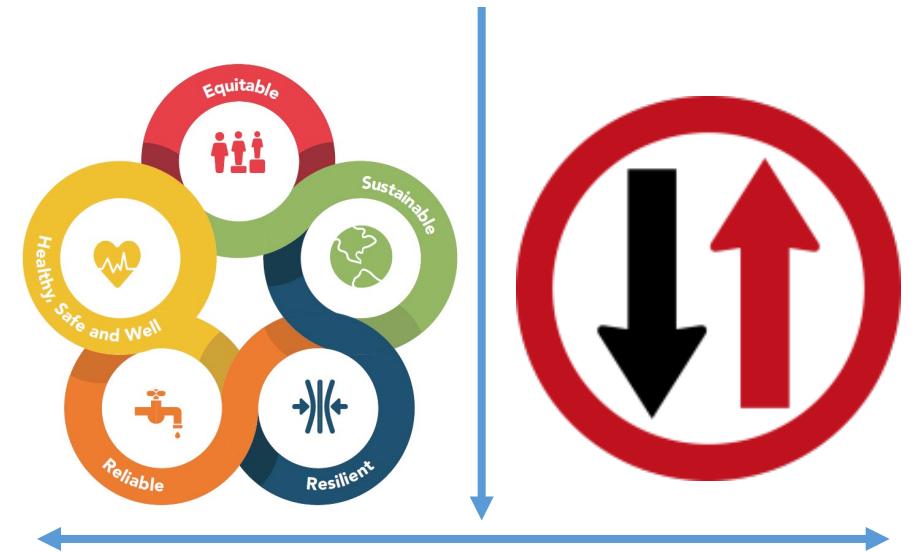 Equitable
Sustainable
Healthy, Safe and Well
Reliable
Resilient